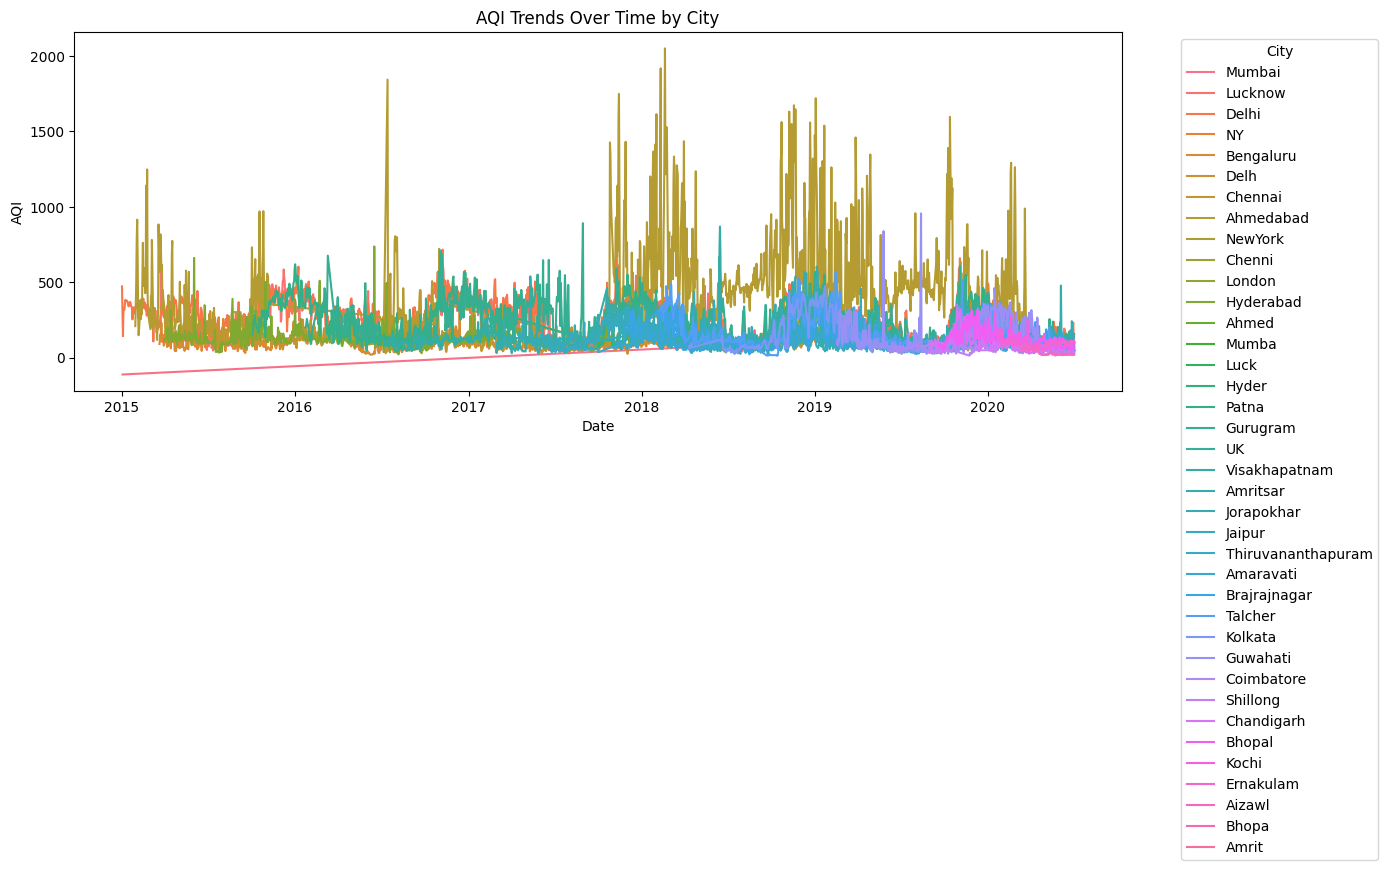 AQI Trends Over Time by City
AQI
2000
1500
1000
500
0
2015
2016
2017
2018
2019
2020
Date
City
Mumbai
Lucknow
Delhi
NY
Bengaluru
Delh
Chennai
Ahmedabad
NewYork
Chenni
London
Hyderabad
Ahmed
Mumba
Luck
Hyder
Patna
Gurugram
UK
Visakhapatnam
Amritsar
Jorapokhar
Jaipur
Thiruvananthapuram
Amaravati
Brajrajnagar
Talcher
Kolkata
Guwahati
Coimbatore
Shillong
Chandigarh
Bhopal
Kochi
Ernakulam
Aizawl
Bhopa
Amrit